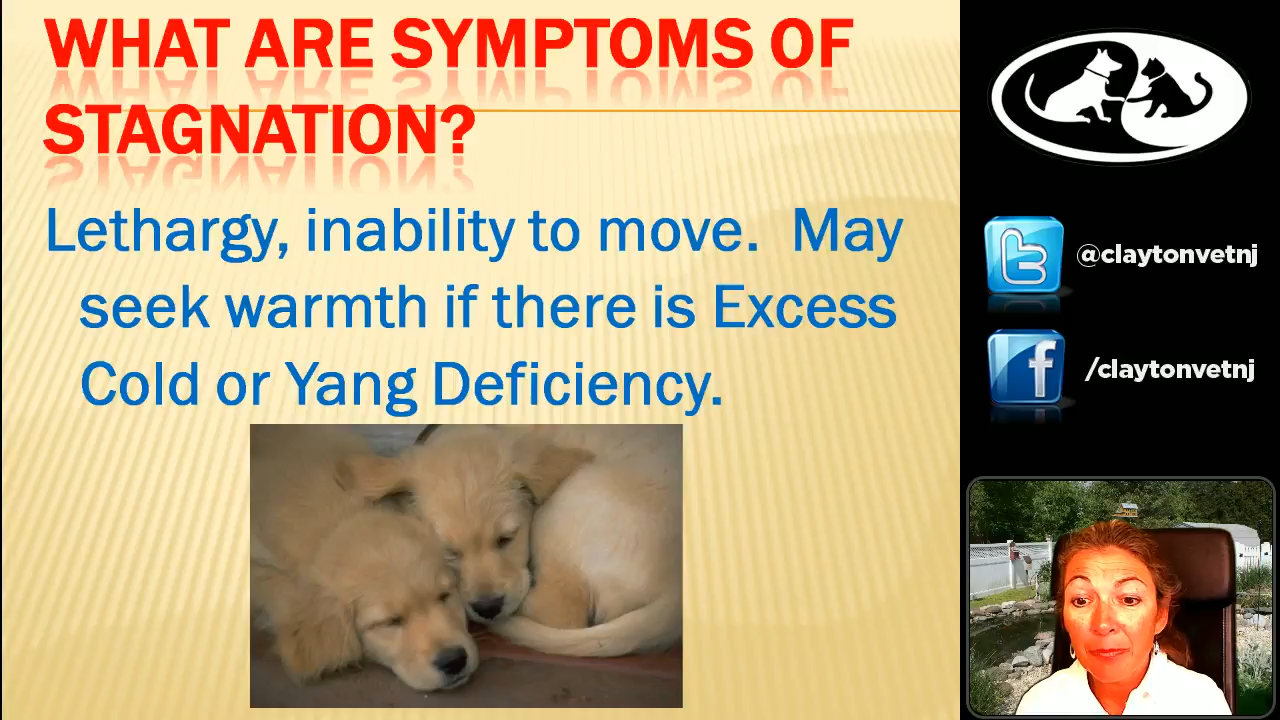 WHAT ARE SYMPTOMS OF
STAGNATION?
Lethargy, inability to move.  May
seek warmth if there is Excess
Cold or Yang Deficiency.
@claytonvetnj
/claytonvetnj